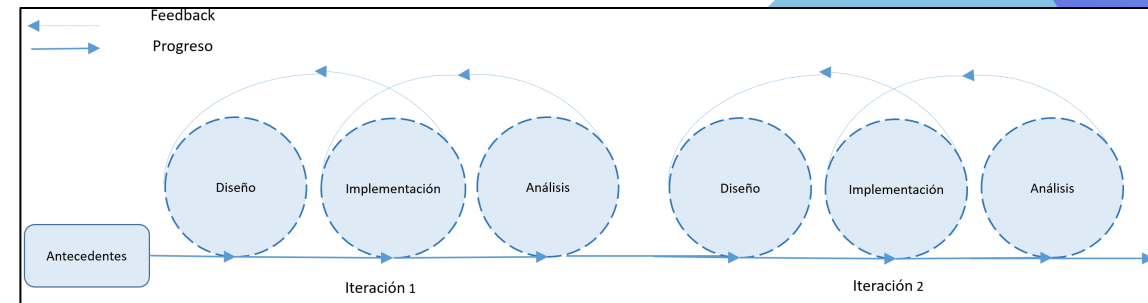 Feedback
Progreso
Diseño
Implementación
Análisis
Diseño
Implementación
Análisis
Antecedentes
Iteración 1
Iteración 2